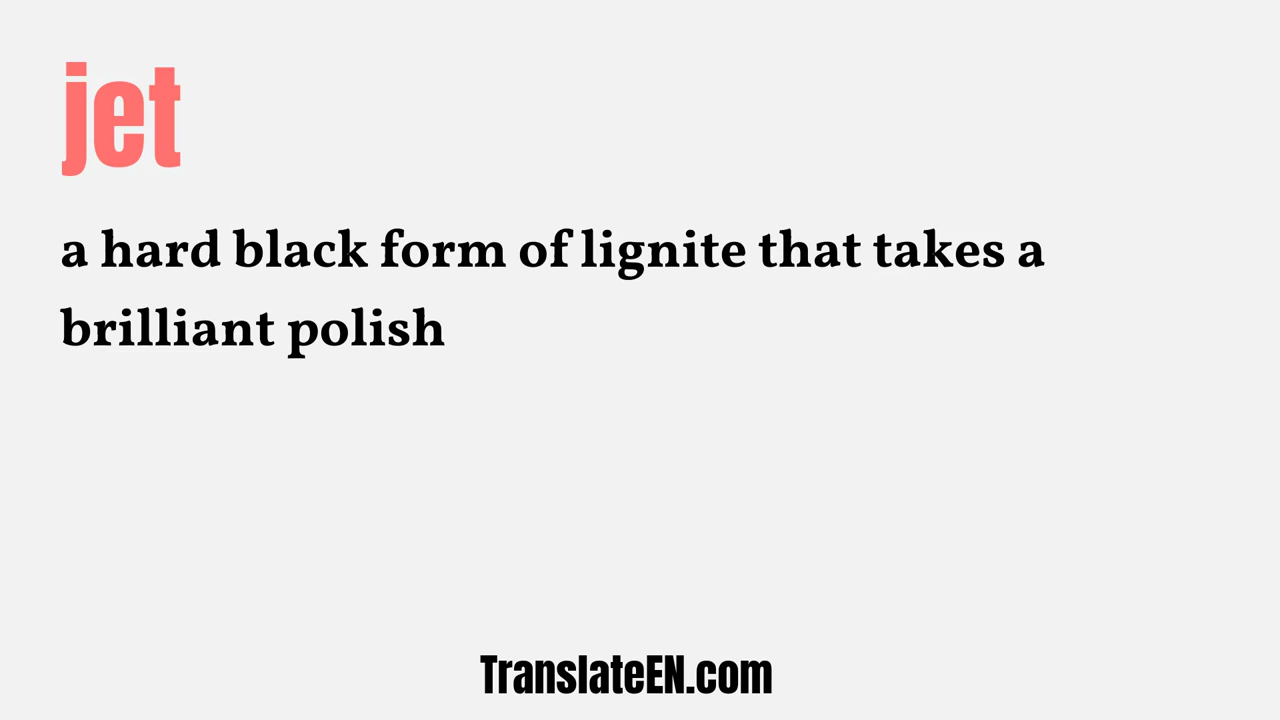 jet
a hard black form of lignite that takes a
brilliant polish
TranslateEN.com